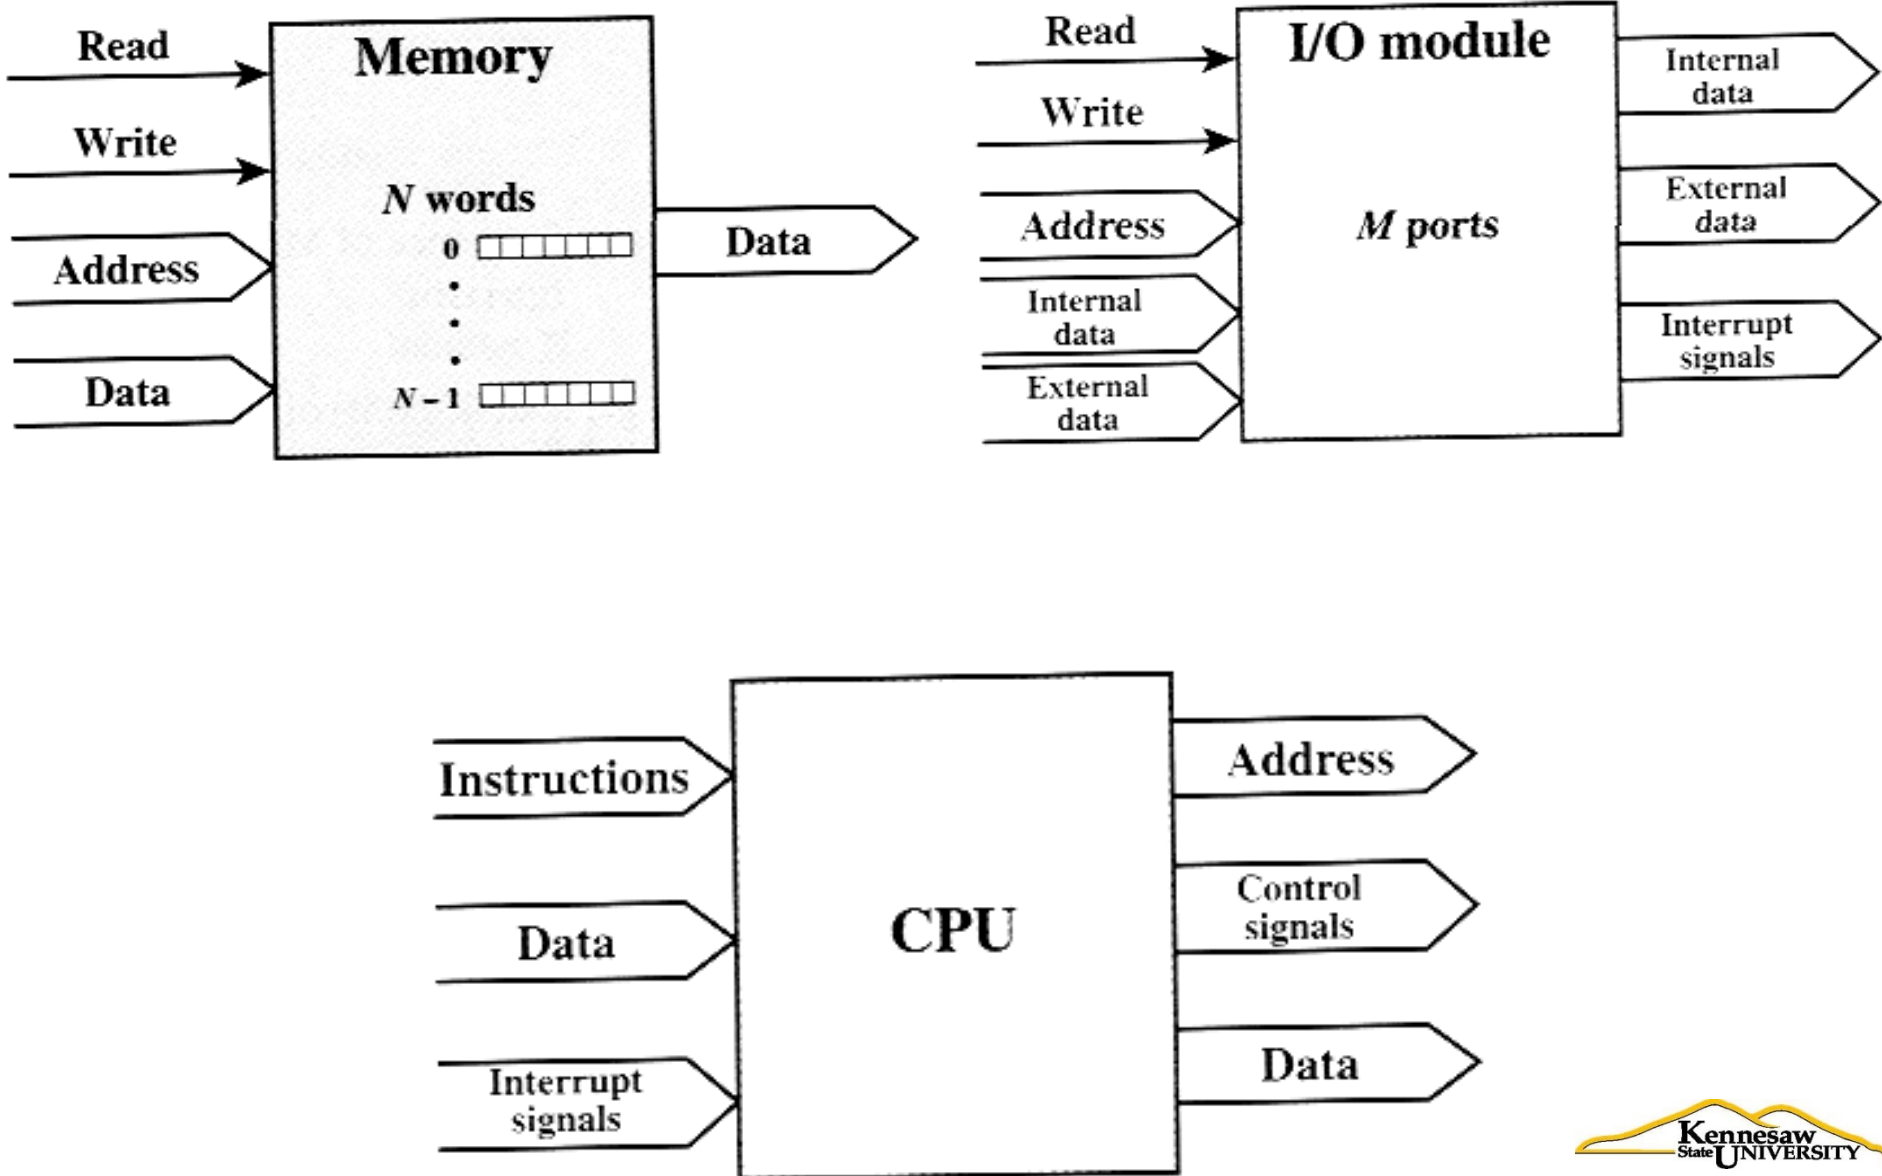 Memory
Read
Write
Address
Data
N words
0
N – 1
Data
I/O module
Read
Write
Address
Internal
data
External
data
M ports
Internal
data
External
data
Interrupt
signals
CPU
Instructions
Data
Interrupt
signals
Address
Control
signals
Data
Kennesaw
State UNIVERSITY